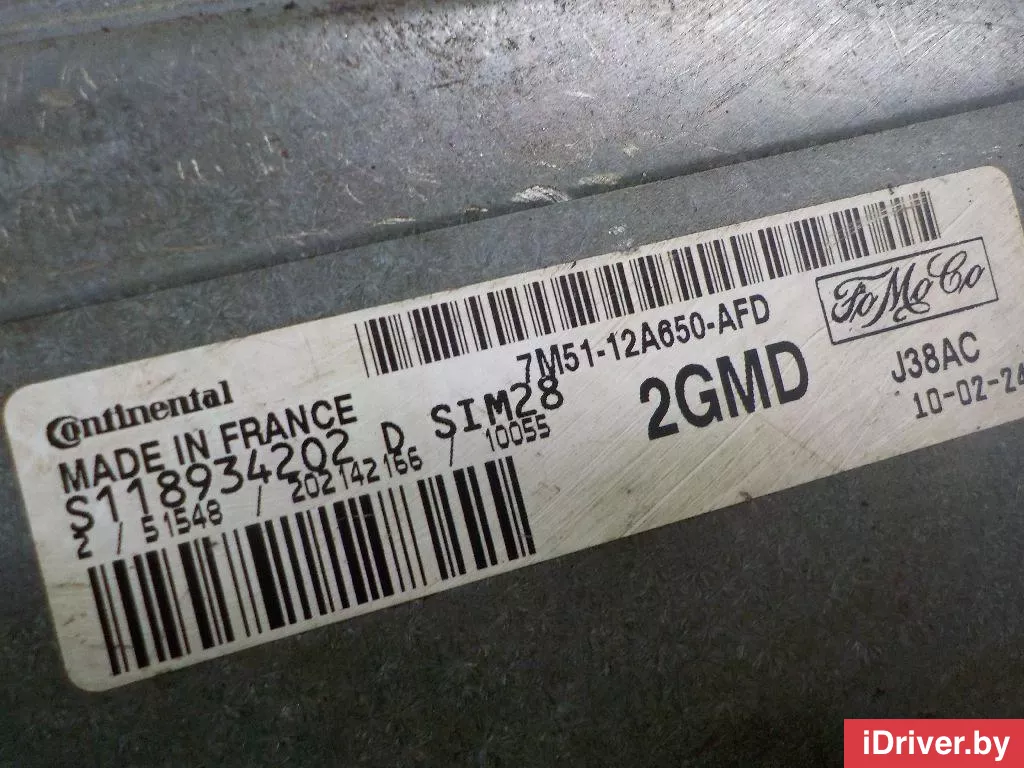 7M51-12A650-AFD
FoMoCo
Continental
MADE IN FRANCE
2GMD
J38AC
S118934202 D SIM28
10-02-24
2 / 51548 / 202142166 / 10055
iDriver.by